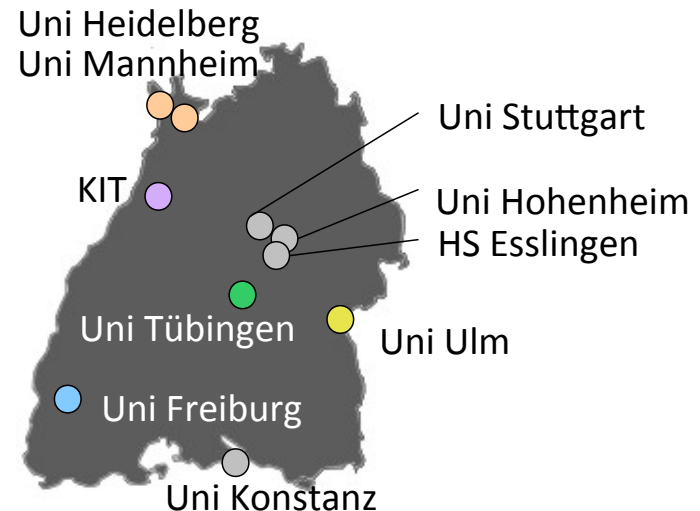 Uni Heidelberg
Uni Mannheim
Uni Stuttgart
KIT
Uni Hohenheim
HS Esslingen
Uni Tübingen
Uni Ulm
Uni Freiburg
Uni Konstanz